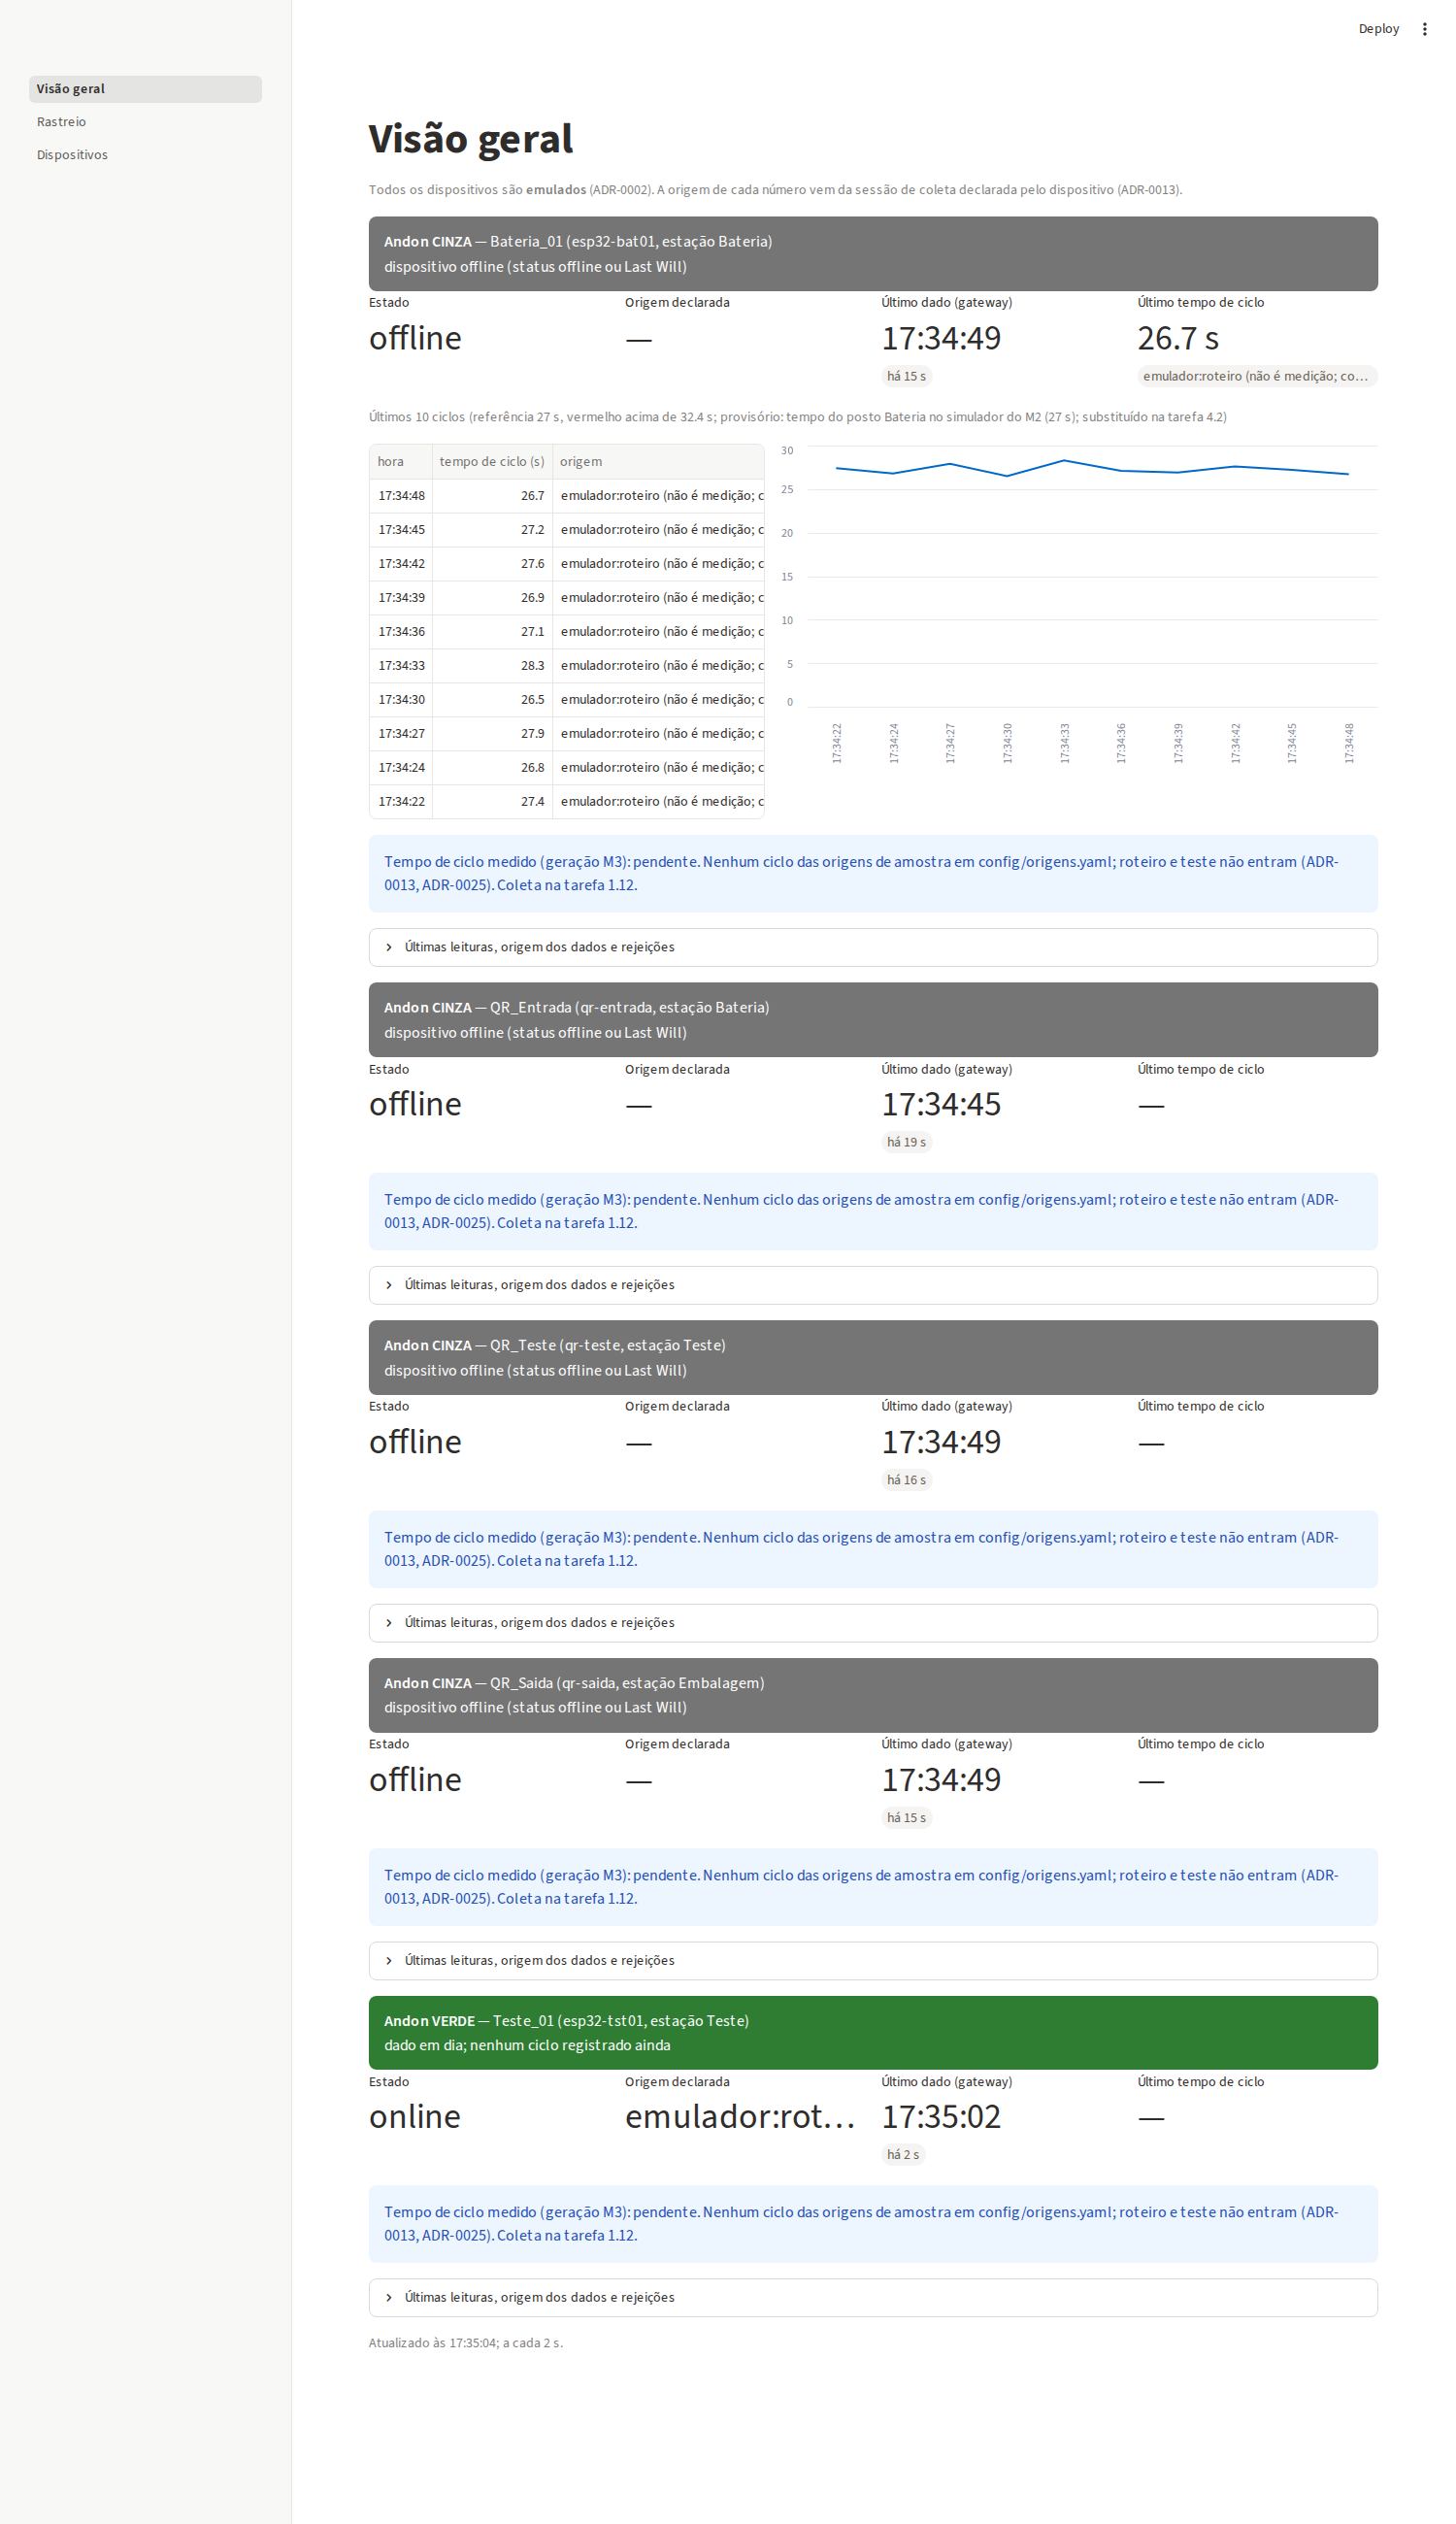 Deploy
Visão geral
Rastreio
Dispositivos
Visão geral
Todos os dispositivos são emulados (ADR-0002). A origem de cada número vem da sessão de coleta declarada pelo dispositivo (ADR-0013).
Andon CINZA — Bateria_01 (esp32-bat01, estação Bateria)
dispositivo offline (status offline ou Last Will)
Estado Origem declarada Último dado (gateway) Último tempo de ciclo
offline — 17:34:49 26.7 s
há 15 s emulador:roteiro (não é medição; co…
Últimos 10 ciclos (referência 27 s, vermelho acima de 32.4 s; provisório: tempo do posto Bateria no simulador do M2 (27 s); substituído na tarefa 4.2)
hora tempo de ciclo (s) origem
17:34:48 26.7 emulador:roteiro (não é medição; c
17:34:45 27.2 emulador:roteiro (não é medição; c
17:34:42 27.6 emulador:roteiro (não é medição; c
17:34:39 26.9 emulador:roteiro (não é medição; c
17:34:36 27.1 emulador:roteiro (não é medição; c
17:34:33 28.3 emulador:roteiro (não é medição; c
17:34:30 26.5 emulador:roteiro (não é medição; c
17:34:27 27.9 emulador:roteiro (não é medição; c
17:34:24 26.8 emulador:roteiro (não é medição; c
17:34:22 27.4 emulador:roteiro (não é medição; c
30
25
20
15
10
5
0
17:34:22 17:34:24 17:34:27 17:34:30 17:34:33 17:34:36 17:34:39 17:34:42 17:34:45 17:34:48
Tempo de ciclo medido (geração M3): pendente. Nenhum ciclo das origens de amostra em config/origens.yaml; roteiro e teste não entram (ADR-
0013, ADR-0025). Coleta na tarefa 1.12.
Últimas leituras, origem dos dados e rejeições
Andon CINZA — QR_Entrada (qr-entrada, estação Bateria)
dispositivo offline (status offline ou Last Will)
Estado Origem declarada Último dado (gateway) Último tempo de ciclo
offline — 17:34:45 —
há 19 s
Tempo de ciclo medido (geração M3): pendente. Nenhum ciclo das origens de amostra em config/origens.yaml; roteiro e teste não entram (ADR-
0013, ADR-0025). Coleta na tarefa 1.12.
Últimas leituras, origem dos dados e rejeições
Andon CINZA — QR_Teste (qr-teste, estação Teste)
dispositivo offline (status offline ou Last Will)
Estado Origem declarada Último dado (gateway) Último tempo de ciclo
offline — 17:34:49 —
há 16 s
Tempo de ciclo medido (geração M3): pendente. Nenhum ciclo das origens de amostra em config/origens.yaml; roteiro e teste não entram (ADR-
0013, ADR-0025). Coleta na tarefa 1.12.
Últimas leituras, origem dos dados e rejeições
Andon CINZA — QR_Saida (qr-saida, estação Embalagem)
dispositivo offline (status offline ou Last Will)
Estado Origem declarada Último dado (gateway) Último tempo de ciclo
offline — 17:34:49 —
há 15 s
Tempo de ciclo medido (geração M3): pendente. Nenhum ciclo das origens de amostra em config/origens.yaml; roteiro e teste não entram (ADR-
0013, ADR-0025). Coleta na tarefa 1.12.
Últimas leituras, origem dos dados e rejeições
Andon VERDE — Teste_01 (esp32-tst01, estação Teste)
dado em dia; nenhum ciclo registrado ainda
Estado Origem declarada Último dado (gateway) Último tempo de ciclo
online emulador:rot… 17:35:02 —
há 2 s
Tempo de ciclo medido (geração M3): pendente. Nenhum ciclo das origens de amostra em config/origens.yaml; roteiro e teste não entram (ADR-
0013, ADR-0025). Coleta na tarefa 1.12.
Últimas leituras, origem dos dados e rejeições
Atualizado às 17:35:04; a cada 2 s.